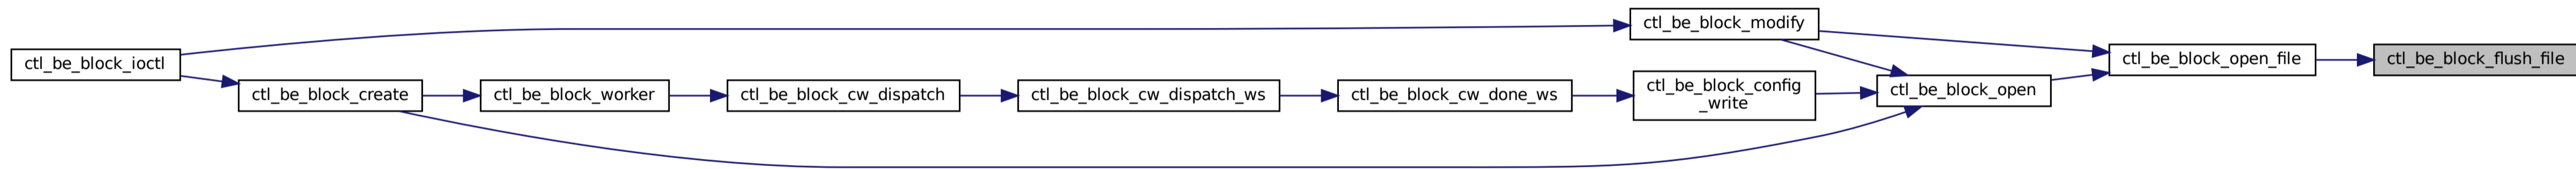 ctl_be_block_ioctl
ctl_be_block_create
ctl_be_block_worker
ctl_be_block_cw_dispatch
ctl_be_block_cw_dispatch_ws
ctl_be_block_cw_done_ws
ctl_be_block_modify
ctl_be_block_config
_write
ctl_be_block_open
ctl_be_block_open_file
ctl_be_block_flush_file